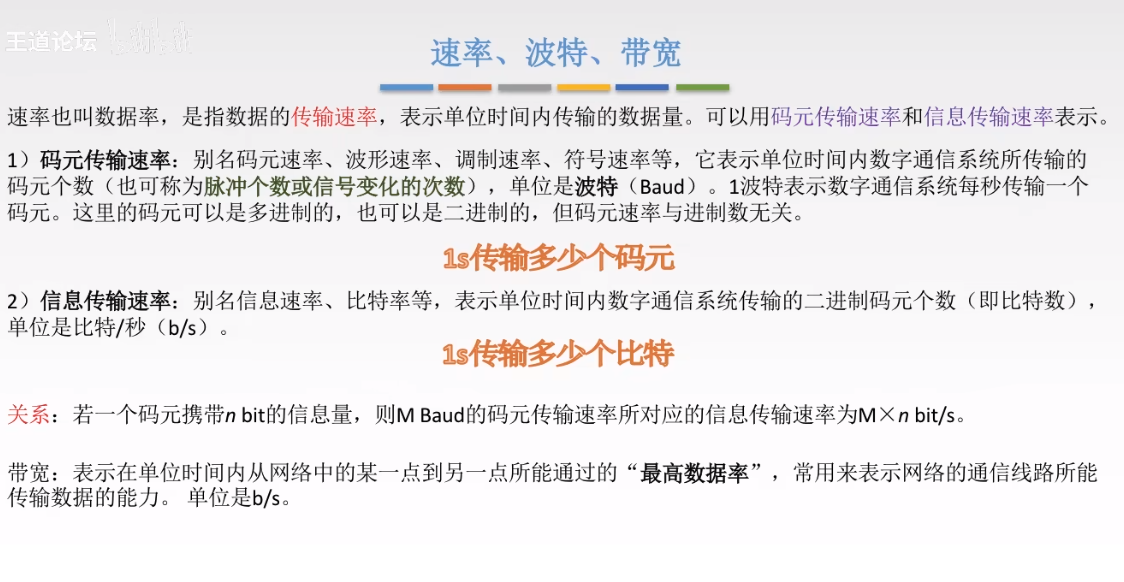 王道论坛
速率、波特、带宽
速率也叫数据率，是指数据的传输速率，表示单位时间内传输的数据量。可以用码元传输速率和信息传输速率表示。
1）码元传输速率：别名码元速率、波形速率、调制速率、符号速率等，它表示单位时间内数字通信系统所传输的
码元个数（也可称为脉冲个数或信号变化的次数），单位是波特（Baud）。1波特表示数字通信系统每秒传输一个
码元。这里的码元可以是多进制的，也可以是二进制的，但码元速率与进制数无关。
1s传输多少个码元
2）信息传输速率：别名信息速率、比特率等，表示单位时间内数字通信系统传输的二进制码元个数（即比特数），
单位是比特/秒（b/s）。
1s传输多少个比特
关系：若一个码元携带n bit的信息量，则M Baud的码元传输速率所对应的信息传输速率为M×n bit/s。
带宽：表示在单位时间内从网络中的某一点到另一点所能通过的“最高数据率”，常用来表示网络的通信线路所能
传输数据的能力。 单位是b/s。